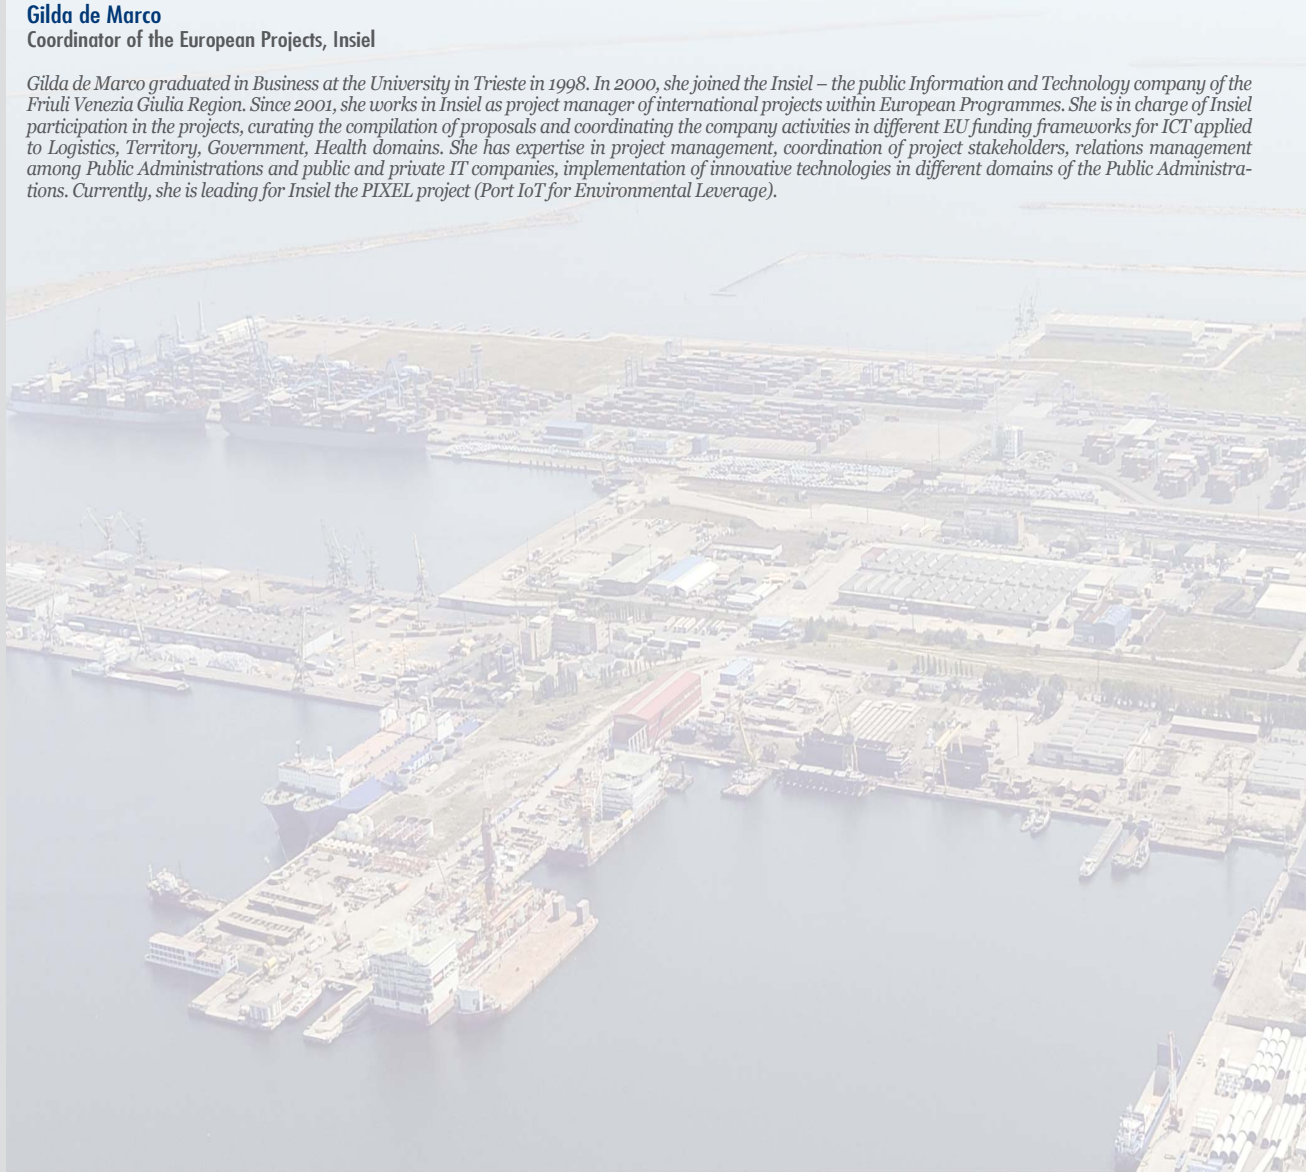 Gilda de Marco
Coordinator of the European Projects, Insiel
Gilda de Marco graduated in Business at the University in Trieste in 1998. In 2000, she joined the Insiel – the public Information and Technology company of the
Friuli Venezia Giulia Region. Since 2001, she works in Insiel as project manager of international projects within European Programmes. She is in charge of Insiel
participation in the projects, curating the compilation of proposals and coordinating the company activities in different EU funding frameworks for ICT applied
to Logistics, Territory, Government, Health domains. She has expertise in project management, coordination of project stakeholders, relations management
among Public Administrations and public and private IT companies, implementation of innovative technologies in different domains of the Public Administra-
tions. Currently, she is leading for Insiel the PIXEL project (Port IoT for Environmental Leverage).